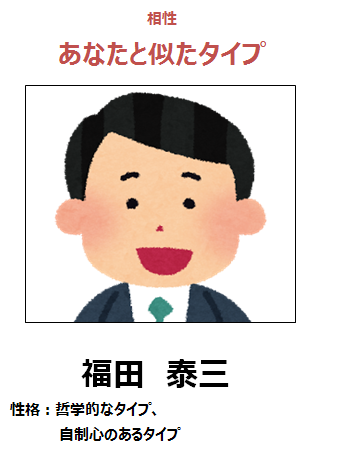 相性
あなたと似たタイプ
福田　泰三
性格：哲学的なタイプ、
自制心のあるタイプ